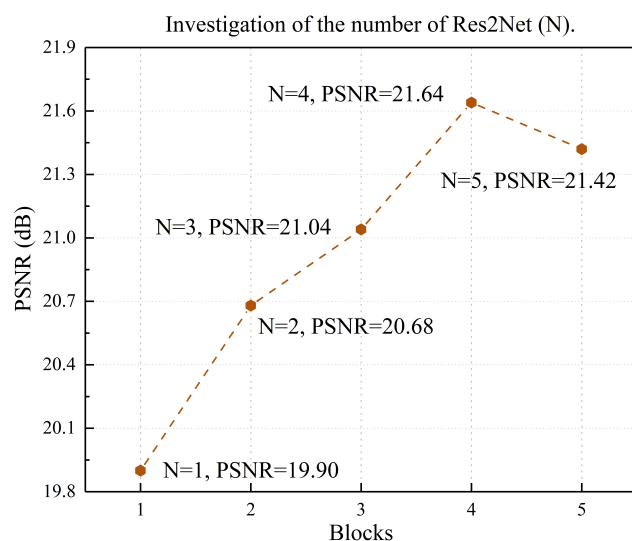 Investigation of the number of Res2Net (N).
21.9
N=4, PSNR=21.64
21.6
21.3
N=5, PSNR=21.42
N=3, PSNR=21.04
21.0
PSNR (dB)
20.7
N=2, PSNR=20.68
20.4
20.1
N=1, PSNR=19.90
19.8
1 2 3 4 5
Blocks